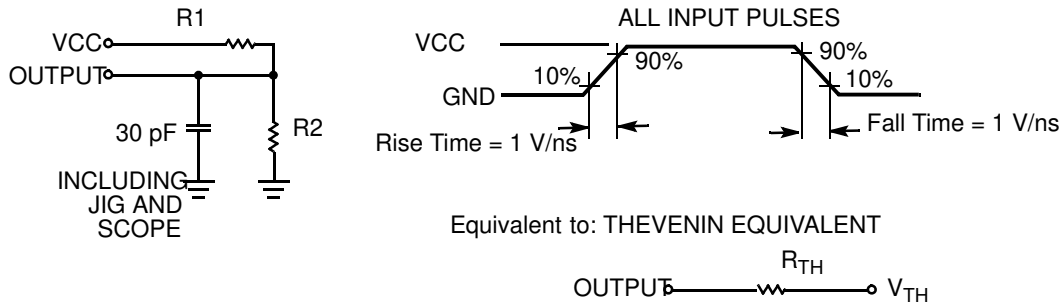 R1
VCC
OUTPUT
30 pF
R2
INCLUDING
JIG AND
SCOPE
ALL INPUT PULSES
VCC
GND
10%
90%
90%
10%
Rise Time = 1 V/ns
Fall Time = 1 V/ns
Equivalent to: THEVENIN EQUIVALENT
RTH
OUTPUT
VTH